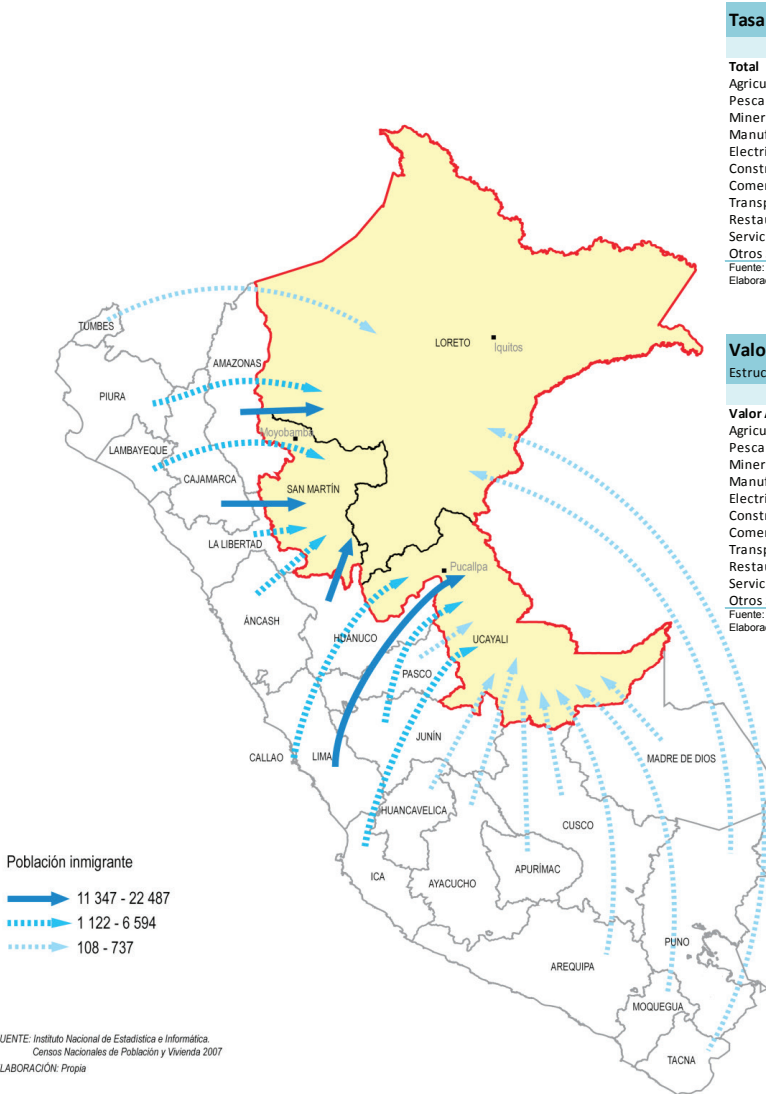 Tasa
Total
Agricu
Pesca
Miner
Manuf
Electri
Constr
Comer
Transp
Restau
Servic
Otros
Fuente:
Elaborac
TUMBES
AMAZONAS
LORETO
Iquitos
PIURA
Valo
Estruc
Valor A
Agricu
Pesca
Miner
Manuf
Electri
Constr
Comer
Transp
Restau
Servic
Otros
Fuente:
Elaborac
Moyobamba
LAMBAYEQUE
CAJAMARCA
SAN MARTÍN
LA LIBERTAD
Pucallpa
ÁNCASH
HUANUCO
UCAYALI
PASCO
JUNÍN
CALLAO
LIMA
MADRE DE DIOS
HUANCAVELICA
CUSCO
ICA
AYACUCHO
APURÍMAC
AREQUIPA
PUNO
MOQUEGUA
TACNA
Población inmigrante
11 347 - 22 487
1 122 - 6 594
108 - 737
UENTE: Instituto Nacional de Estadística e Informática.
Censos Nacionales de Población y Vivienda 2007
LABORACIÓN: Propia